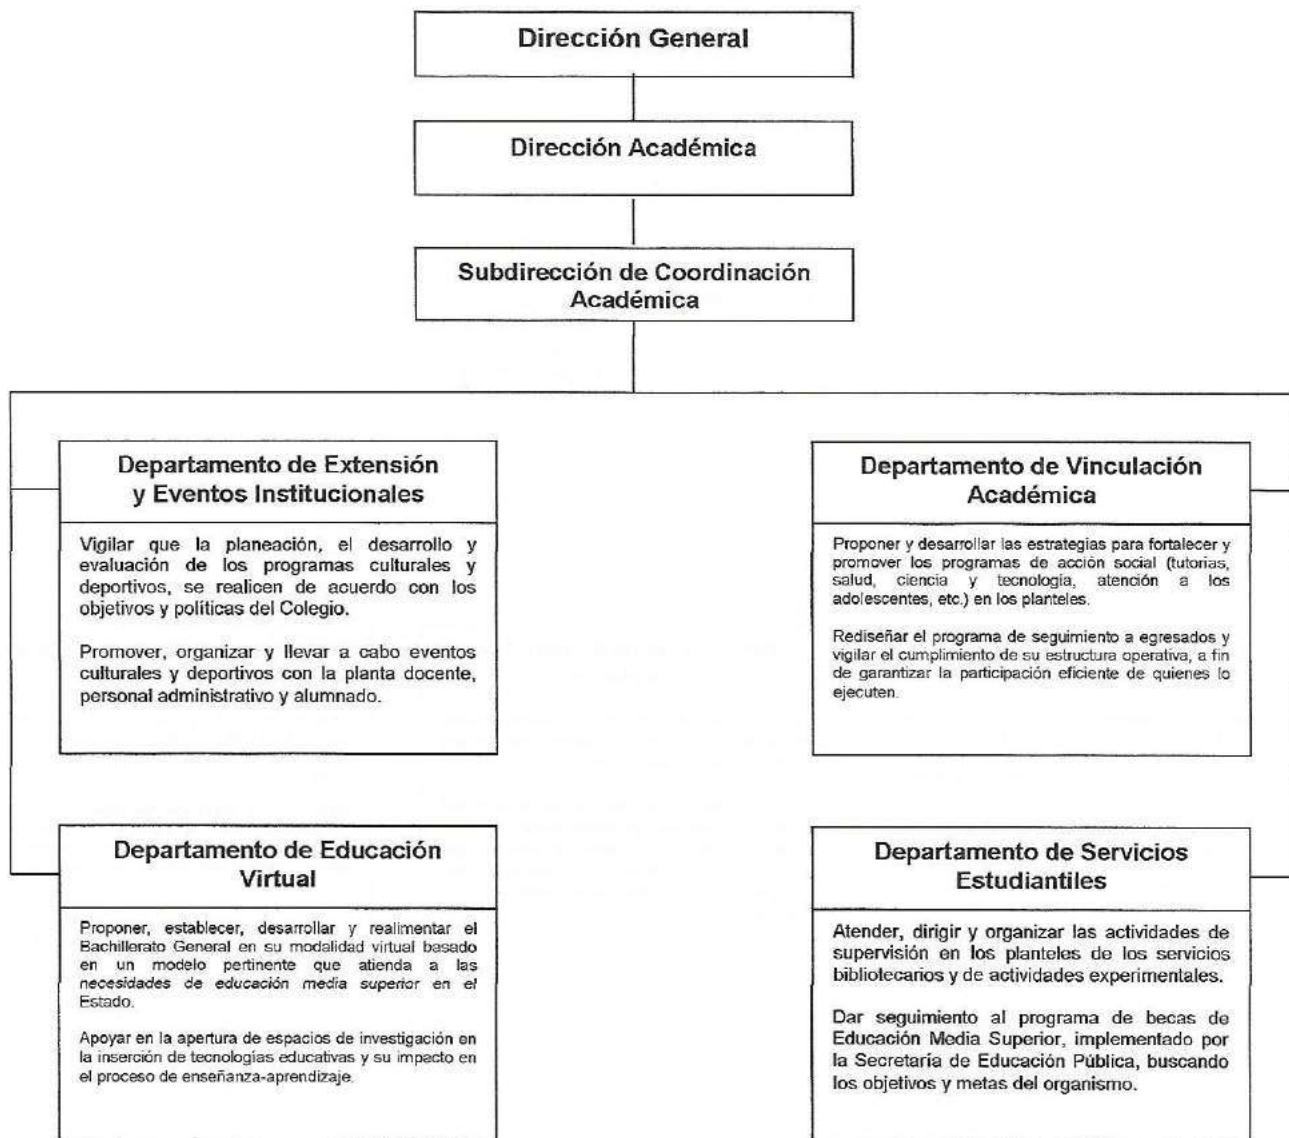 Dirección General
Dirección Académica
Subdirección de Coordinación
Académica
Departamento de Extensión
y Eventos Institucionales
Vigilar que la planeación, el desarrollo y
evaluación de los programas culturales y
deportivos, se realicen de acuerdo con los
objetivos y políticas del Colegio.
Promover, organizar y llevar a cabo eventos
culturales y deportivos con la planta docente,
personal administrativo y alumnado.
Departamento de Vinculación
Académica
Proponer y desarrollar las estrategias para fortalecer y
promover los programas de acción social (tutorías,
salud, ciencia y tecnología, atención a los
adolescentes, etc.) en los planteles.
Rediseñar el programa de seguimiento a egresados y
vigilar el cumplimiento de su estructura operativa, a fin
de garantizar la participación eficiente de quienes lo
ejecuten.
Departamento de Educación
Virtual
Proponer, establecer, desarrollar y realimentar el
Bachillerato General en su modalidad virtual basado
en un modelo pertinente que atienda a las
necesidades de educación media superior en el
Estado.
Apoyar en la apertura de espacios de investigación en
la inserción de tecnologías educativas y su impacto en
el proceso de enseñanza-aprendizaje.
Departamento de Servicios
Estudiantiles
Atender, dirigir y organizar las actividades de
supervisión en los planteles de los servicios
bibliotecarios y de actividades experimentales.
Dar seguimiento al programa de becas de
Educación Media Superior, implementado por
la Secretaría de Educación Pública, buscando
los objetivos y metas del organismo.